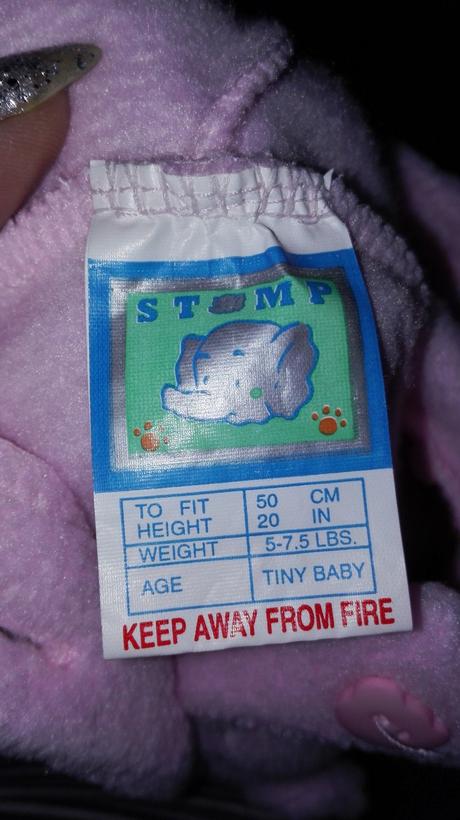 STOMP
TO FIT 50 CM
HEIGHT 20 IN
WEIGHT 5-7.5 LBS.
AGE TINY BABY
KEEP AWAY FROM FIRE